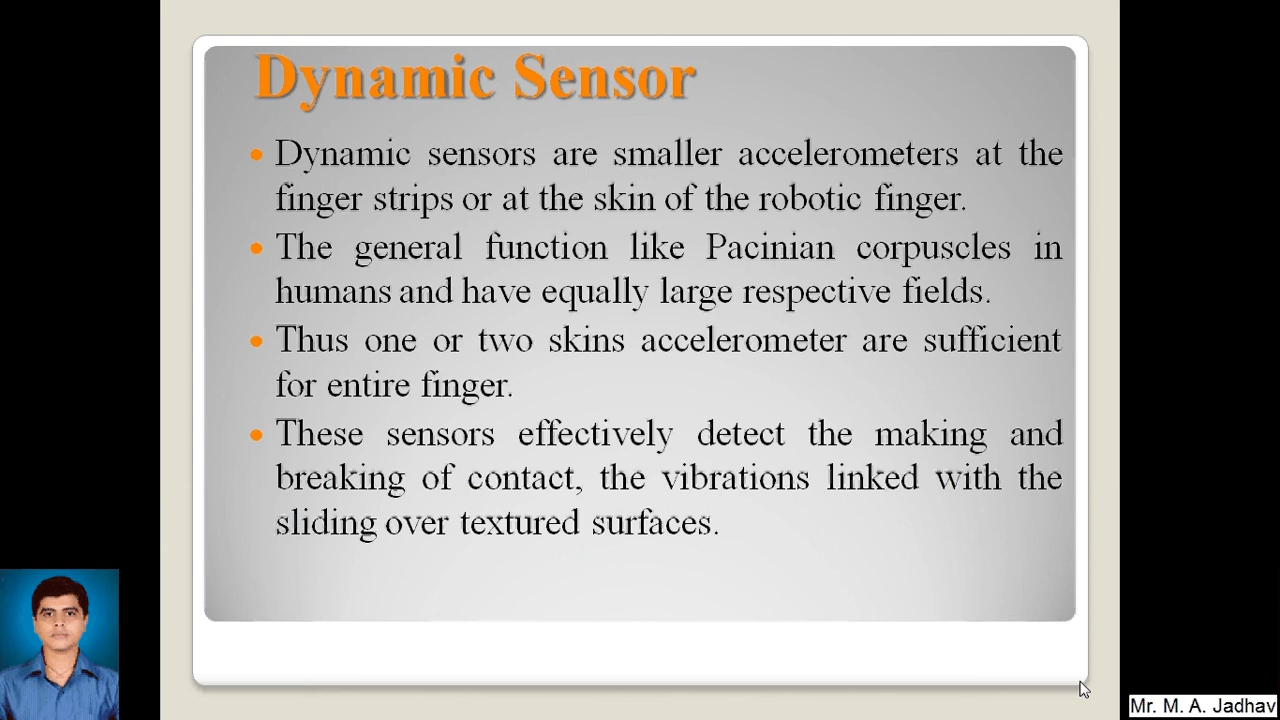 Dynamic Sensor
Dynamic sensors are smaller accelerometers at the
finger strips or at the skin of the robotic finger.
The general function like Pacinian corpuscles in
humans and have equally large respective fields.
Thus one or two skins accelerometer are sufficient
for entire finger.
These sensors effectively detect the making and
breaking of contact, the vibrations linked with the
sliding over textured surfaces.
Mr. M. A. Jadhav